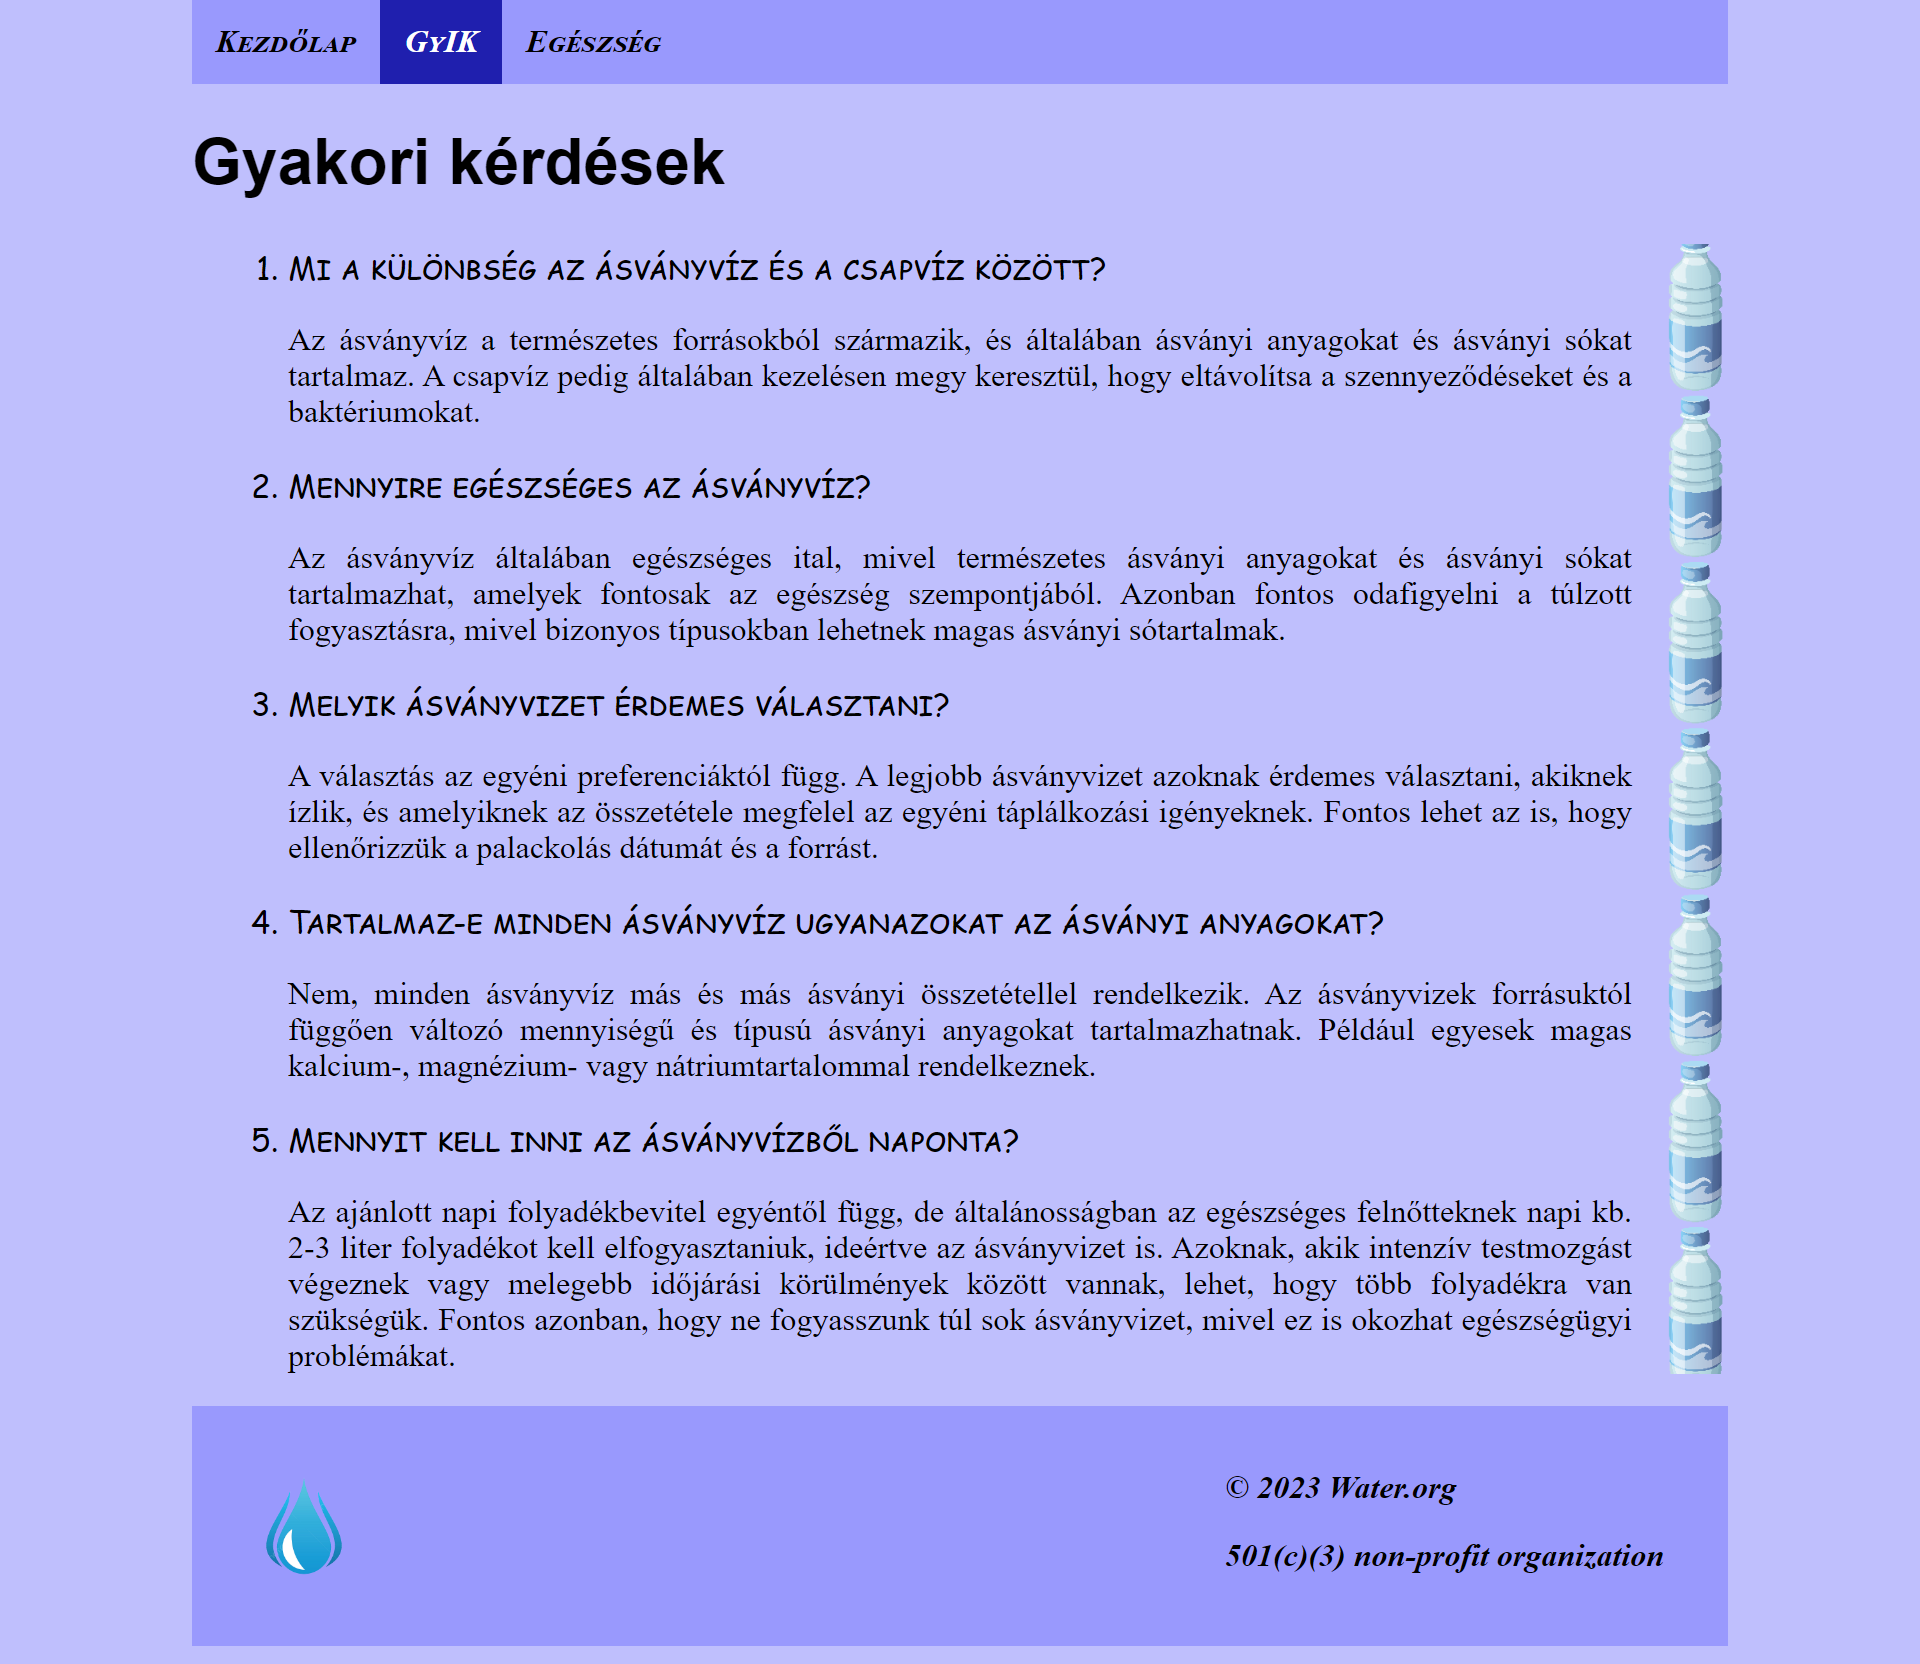 Kezdőlap GyIK Egészség
Gyakori kérdések
1. Mi a különbség az ásványvíz és a csapvíz között?
Az ásványvíz a természetes forrásokból származik, és általában ásványi anyagokat és ásványi sókat
tartalmaz. A csapvíz pedig általában kezelésen megy keresztül, hogy eltávolítsa a szennyeződéseket és a
baktériumokat.
2. Mennyire egészséges az ásványvíz?
Az ásványvíz általában egészséges ital, mivel természetes ásványi anyagokat és ásványi sókat
tartalmazhat, amelyek fontosak az egészség szempontjából. Azonban fontos odafigyelni a túlzott
fogyasztásra, mivel bizonyos típusokban lehetnek magas ásványi sótartalmak.
3. Melyik ásványvizet érdemes választani?
A választás az egyéni preferenciáktól függ. A legjobb ásványvizet azoknak érdemes választani, akiknek
ízlik, és amelyiknek az összetétele megfelel az egyéni táplálkozási igényeknek. Fontos lehet az is, hogy
ellenőrizzük a palackolás dátumát és a forrást.
4. Tartalmaz-e minden ásványvíz ugyanazokat az ásványi anyagokat?
Nem, minden ásványvíz más és más ásványi összetétellel rendelkezik. Az ásványvizek forrásuktól
függően változó mennyiségű és típusú ásványi anyagokat tartalmazhatnak. Például egyesek magas
kalcium-, magnézium- vagy nátriumtartalommal rendelkeznek.
5. Mennyit kell inni az ásványvízből naponta?
Az ajánlott napi folyadékbevitel egyéntől függ, de általánosságban az egészséges felnőtteknek napi kb.
2-3 liter folyadékot kell elfogyasztaniuk, ideértve az ásványvizet is. Azoknak, akik intenzív testmozgást
végeznek vagy melegebb időjárási körülmények között vannak, lehet, hogy több folyadékra van
szükségük. Fontos azonban, hogy ne fogyasszunk túl sok ásványvizet, mivel ez is okozhat egészségügyi
problémákat.
© 2023 Water.org
501(c)(3) non-profit organization